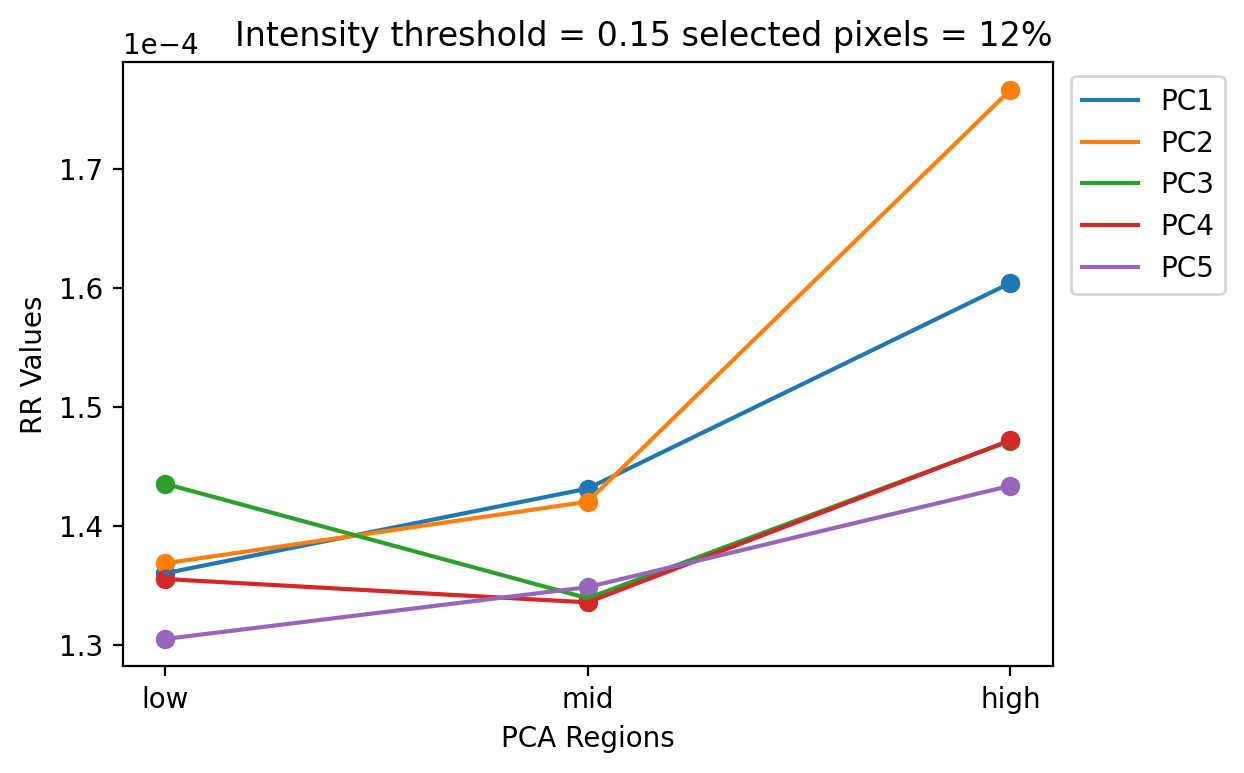 1e−4
Intensity threshold = 0.15 selected pixels = 12%
PC1
PC2
PC3
PC4
PC5
RR Values
1.7
1.6
1.5
1.4
1.3
low
mid
high
PCA Regions